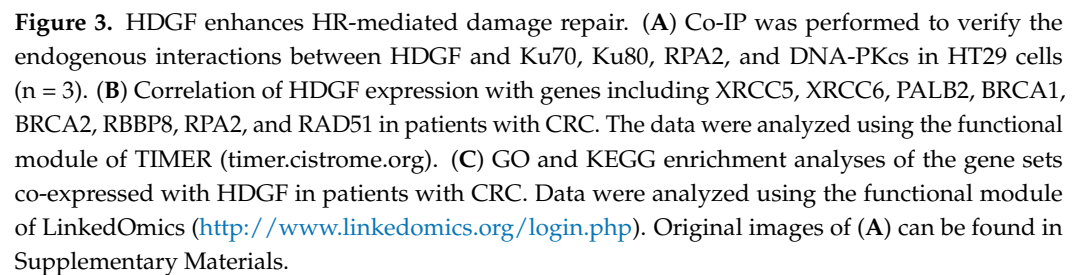 Figure 3. HDGF enhances HR-mediated damage repair. (A) Co-IP was performed to verify the
endogenous interactions between HDGF and Ku70, Ku80, RPA2, and DNA-PKcs in HT29 cells
(n = 3). (B) Correlation of HDGF expression with genes including XRCC5, XRCC6, PALB2, BRCA1,
BRCA2, RBBP8, RPA2, and RAD51 in patients with CRC. The data were analyzed using the functional
module of TIMER (timer.cistrome.org). (C) GO and KEGG enrichment analyses of the gene sets
co-expressed with HDGF in patients with CRC. Data were analyzed using the functional module
of LinkedOmics (http://www.linkedomics.org/login.php). Original images of (A) can be found in
Supplementary Materials.